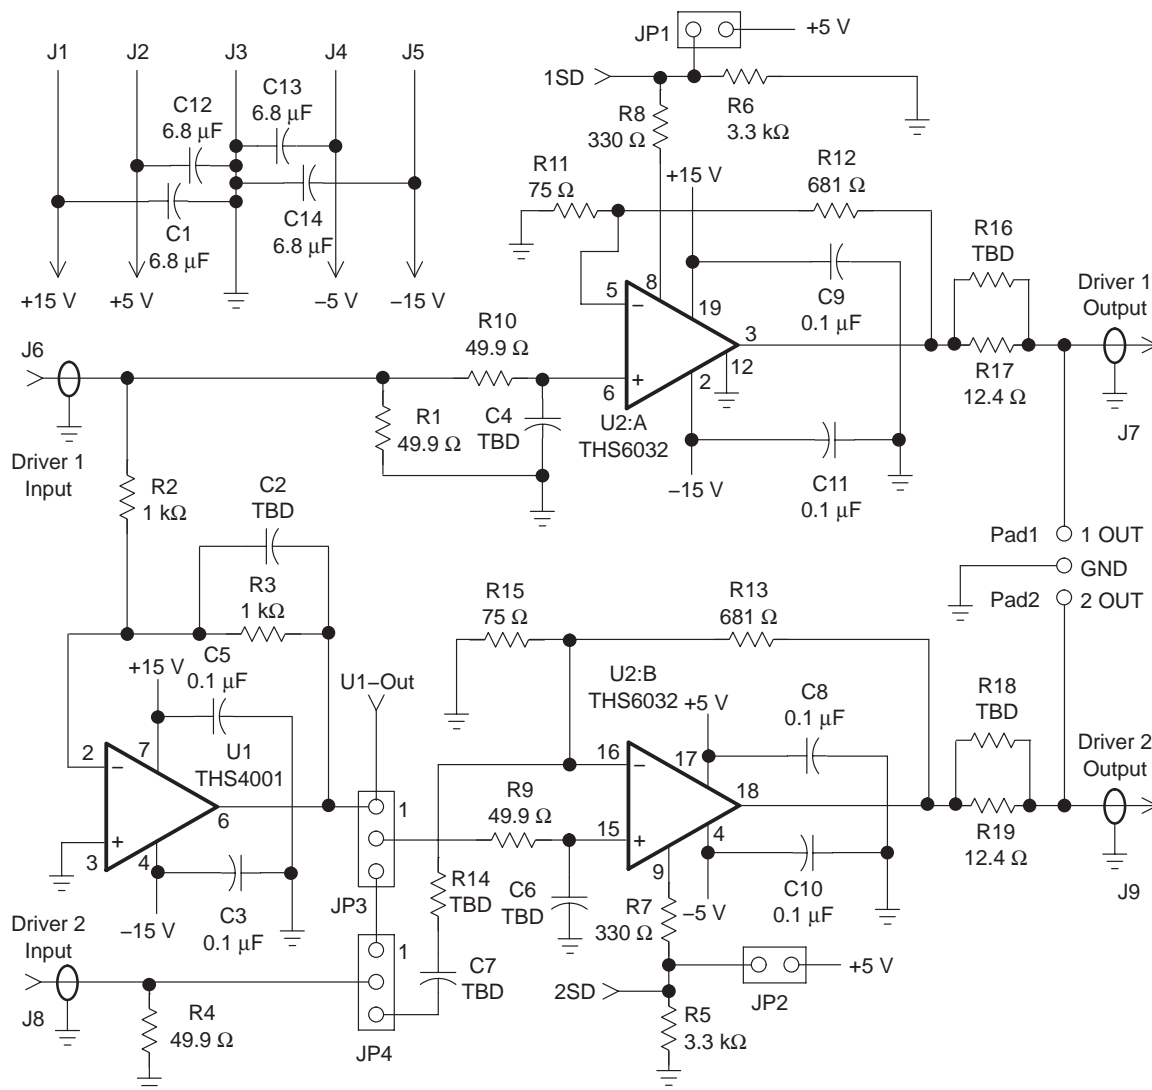 J1
J2
J3
J4
J5
C12
6.8 µF
C13
6.8 µF
C1
6.8 µF
C14
6.8 µF
+15 V
+5 V
−5 V
−15 V
JP1
+5 V
1SD
R8
330 Ω
R6
3.3 kΩ
R11
75 Ω
+15 V
R12
681 Ω
5
8
−
19
3
12
+
6
2
C9
0.1 µF
U2:A
THS6032
−15 V
C11
0.1 µF
R16
TBD
R17
12.4 Ω
Driver 1
Output
J7
J6
Driver 1
Input
R10
49.9 Ω
R1
49.9 Ω
C4
TBD
R2
1 kΩ
C2
TBD
R3
1 kΩ
Pad1
1 OUT
GND
Pad2
2 OUT
C5
0.1 µF
+15 V
U1
THS4001
2
7
−
+
3
4
6
−15 V
C3
0.1 µF
U1−Out
1
JP3
R15
75 Ω
R13
681 Ω
U2:B
THS6032
+5 V
C8
0.1 µF
16
17
−
18
15
+
4
9
−5 V
C10
0.1 µF
R9
49.9 Ω
R14
TBD
C6
TBD
R7
330 Ω
R18
TBD
R19
12.4 Ω
Driver 2
Output
J9
Driver 2
Input
J8
R4
49.9 Ω
1
JP4
C7
TBD
2SD
JP2
+5 V
R5
3.3 kΩ